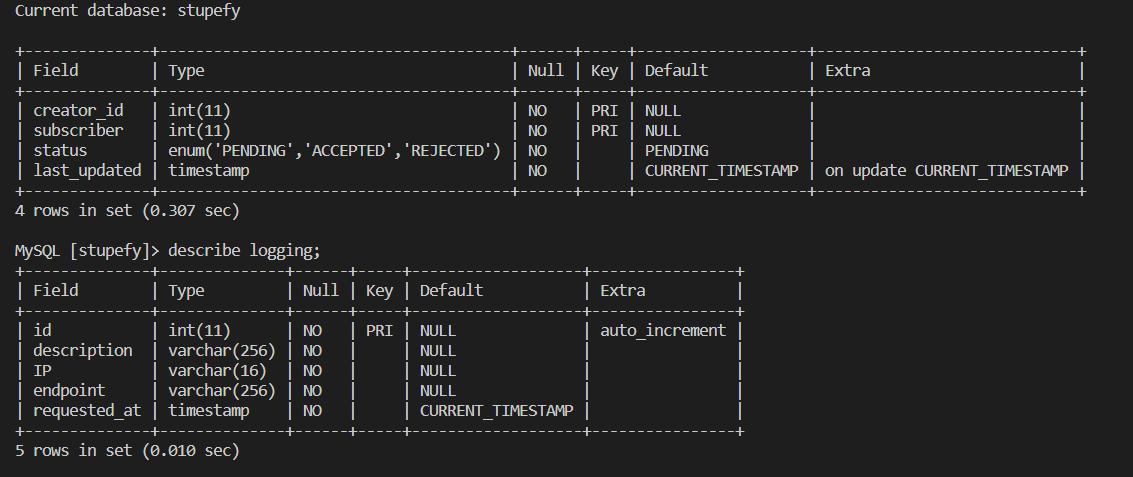 Current database: stupefy
+--------------+---------------------------------------+------+-----+-------------------+-----------------------------+
| Field        | Type                                  | Null | Key | Default           | Extra                       |
+--------------+---------------------------------------+------+-----+-------------------+-----------------------------+
| creator_id   | int(11)                               | NO   | PRI | NULL              |                             |
| subscriber   | int(11)                               | NO   | PRI | NULL              |                             |
| status       | enum('PENDING','ACCEPTED','REJECTED') | NO   |     | PENDING           |                             |
| last_updated | timestamp                             | NO   |     | CURRENT_TIMESTAMP | on update CURRENT_TIMESTAMP |
+--------------+---------------------------------------+------+-----+-------------------+-----------------------------+
4 rows in set (0.307 sec)
MySQL [stupefy]> describe logging;
+--------------+--------------+------+-----+-------------------+----------------+
| Field        | Type         | Null | Key | Default           | Extra          |
+--------------+--------------+------+-----+-------------------+----------------+
| id           | int(11)      | NO   | PRI | NULL              | auto_increment |
| description  | varchar(256) | NO   |     | NULL              |                |
| IP           | varchar(16)  | NO   |     | NULL              |                |
| endpoint     | varchar(256) | NO   |     | NULL              |                |
| requested_at | timestamp    | NO   |     | CURRENT_TIMESTAMP |                |
+--------------+--------------+------+-----+-------------------+----------------+
5 rows in set (0.010 sec)